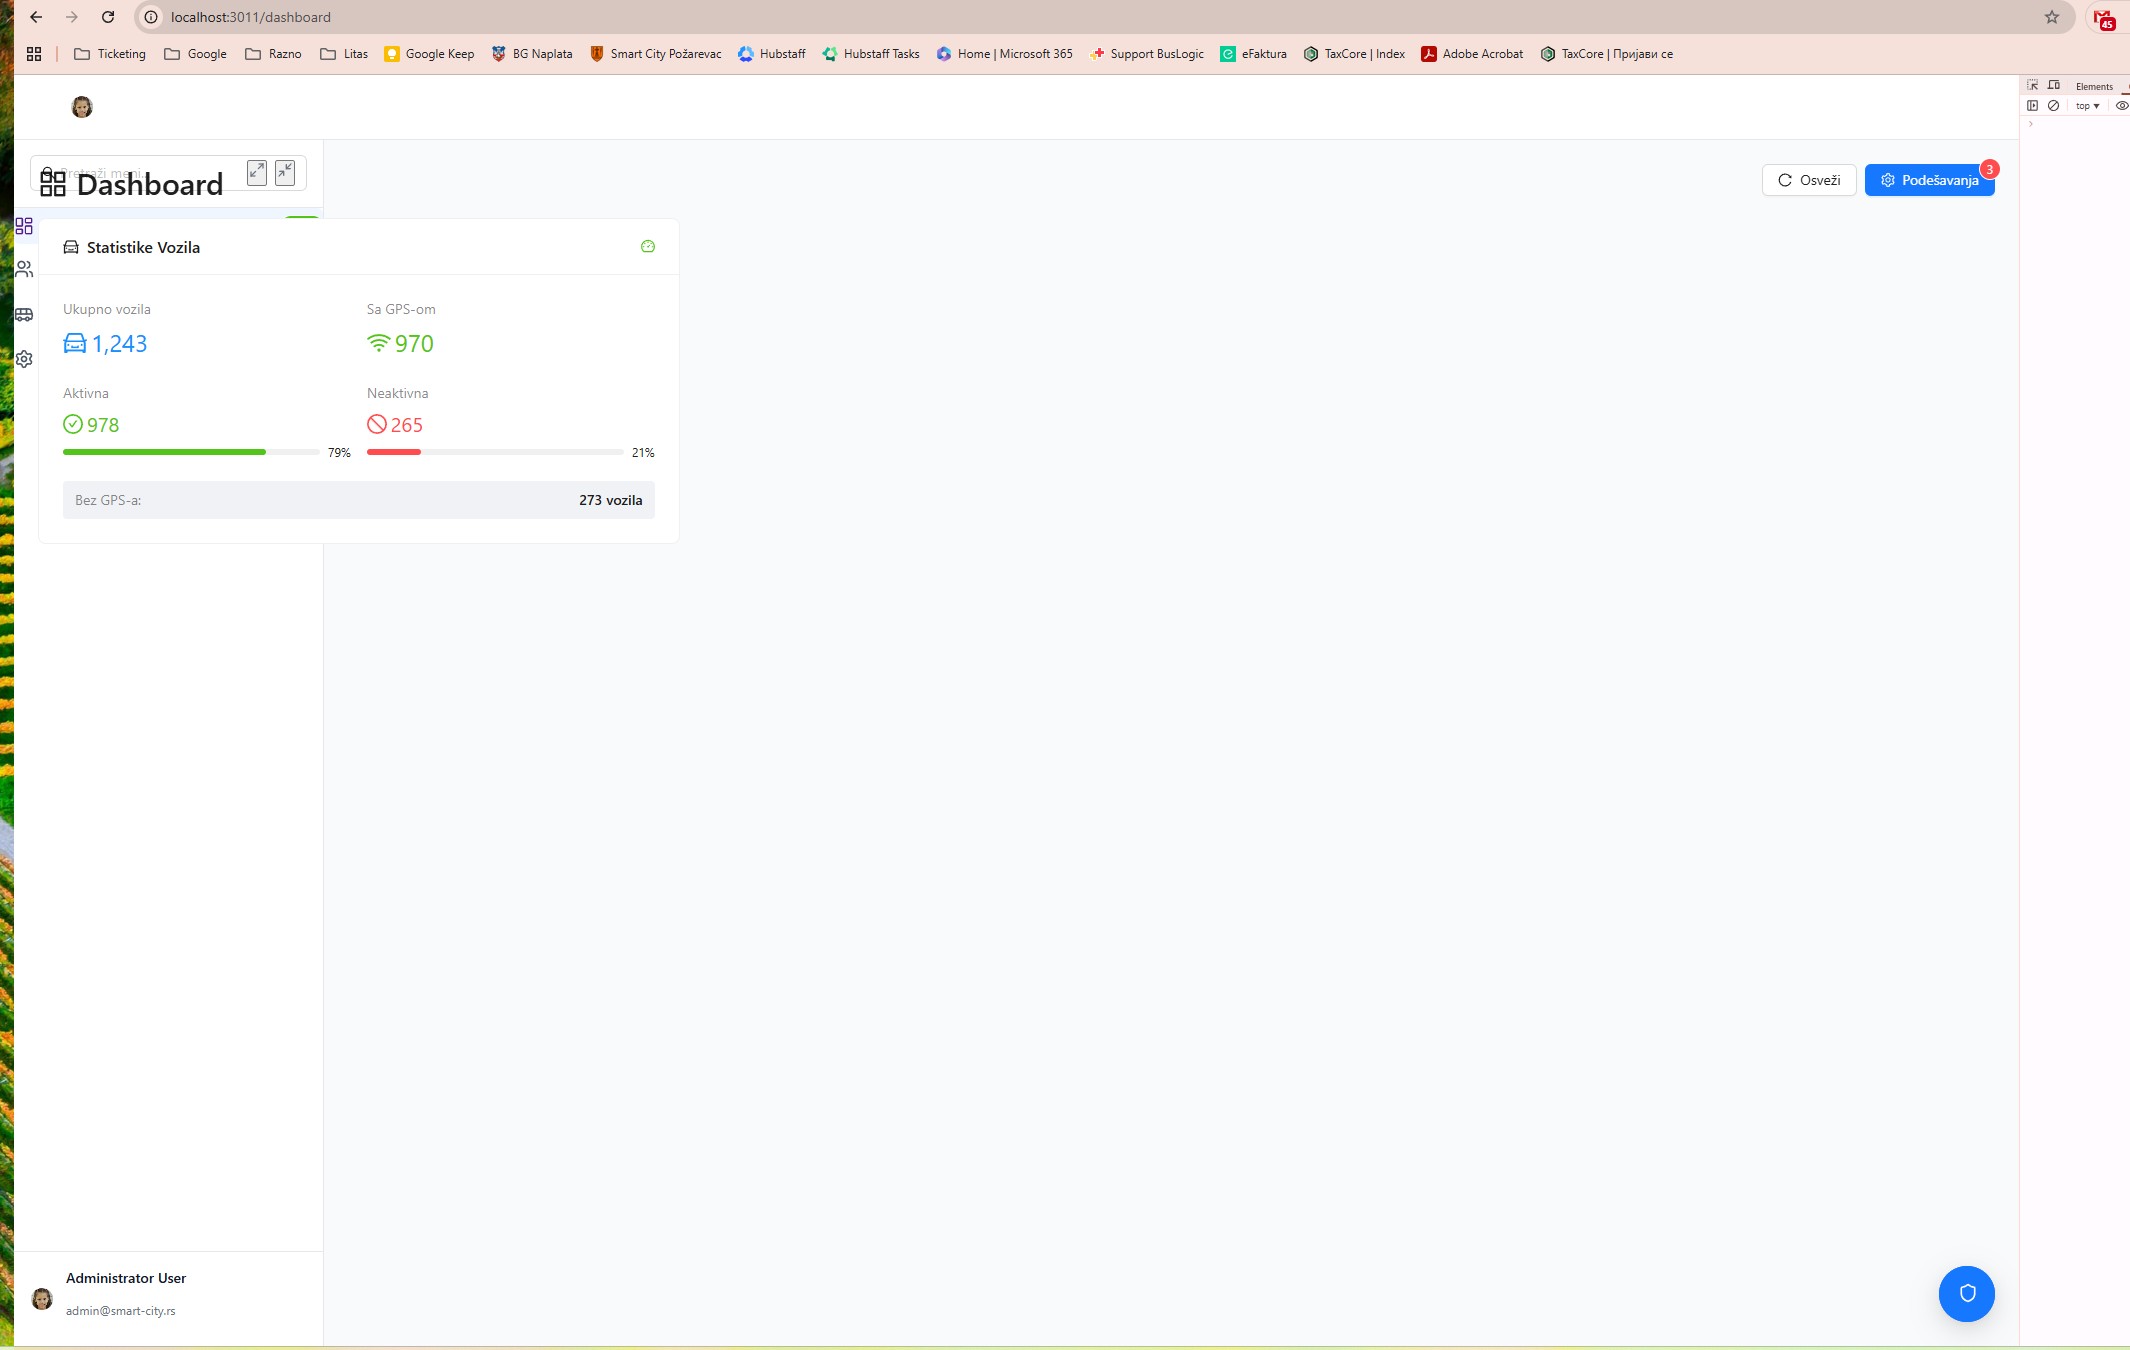 localhost:3011/dashboard
45
Ticketing Google Razno Litas Google Keep BG Naplata Smart City Požarevac Hubstaff Hubstaff Tasks Home | Microsoft 365 Support BusLogic eFaktura TaxCore | Index Adobe Acrobat TaxCore | Пријави се
Elements
top
Pretraži meni...
Dashboard
Osveži
Podešavanja
3
Statistike Vozila
Ukupno vozila
Sa GPS-om
1,243
970
Aktivna
Neaktivna
978
265
79%
21%
Bez GPS-a:
273 vozila
Administrator User
admin@smart-city.rs